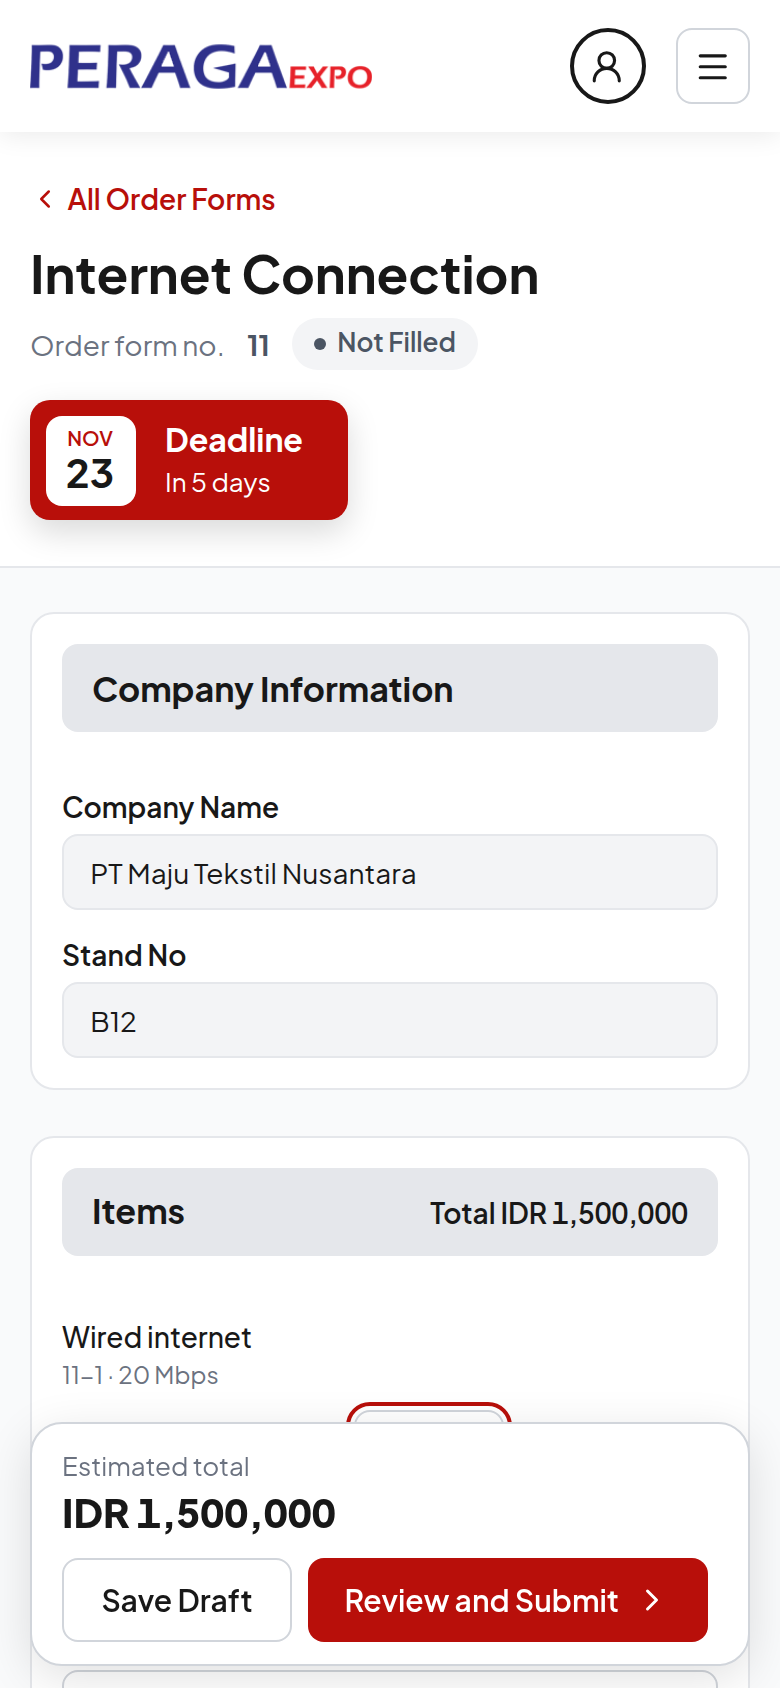 PERAGA EXPO
All Order Forms
Internet Connection
Order form no. 11 Not Filled
NOV
23
Deadline
In 5 days
Company Information
Company Name
PT Maju Tekstil Nusantara
Stand No
B12
Items Total IDR 1,500,000
Wired internet
11–1 · 20 Mbps
Estimated total
IDR 1,500,000
Save Draft Review and Submit